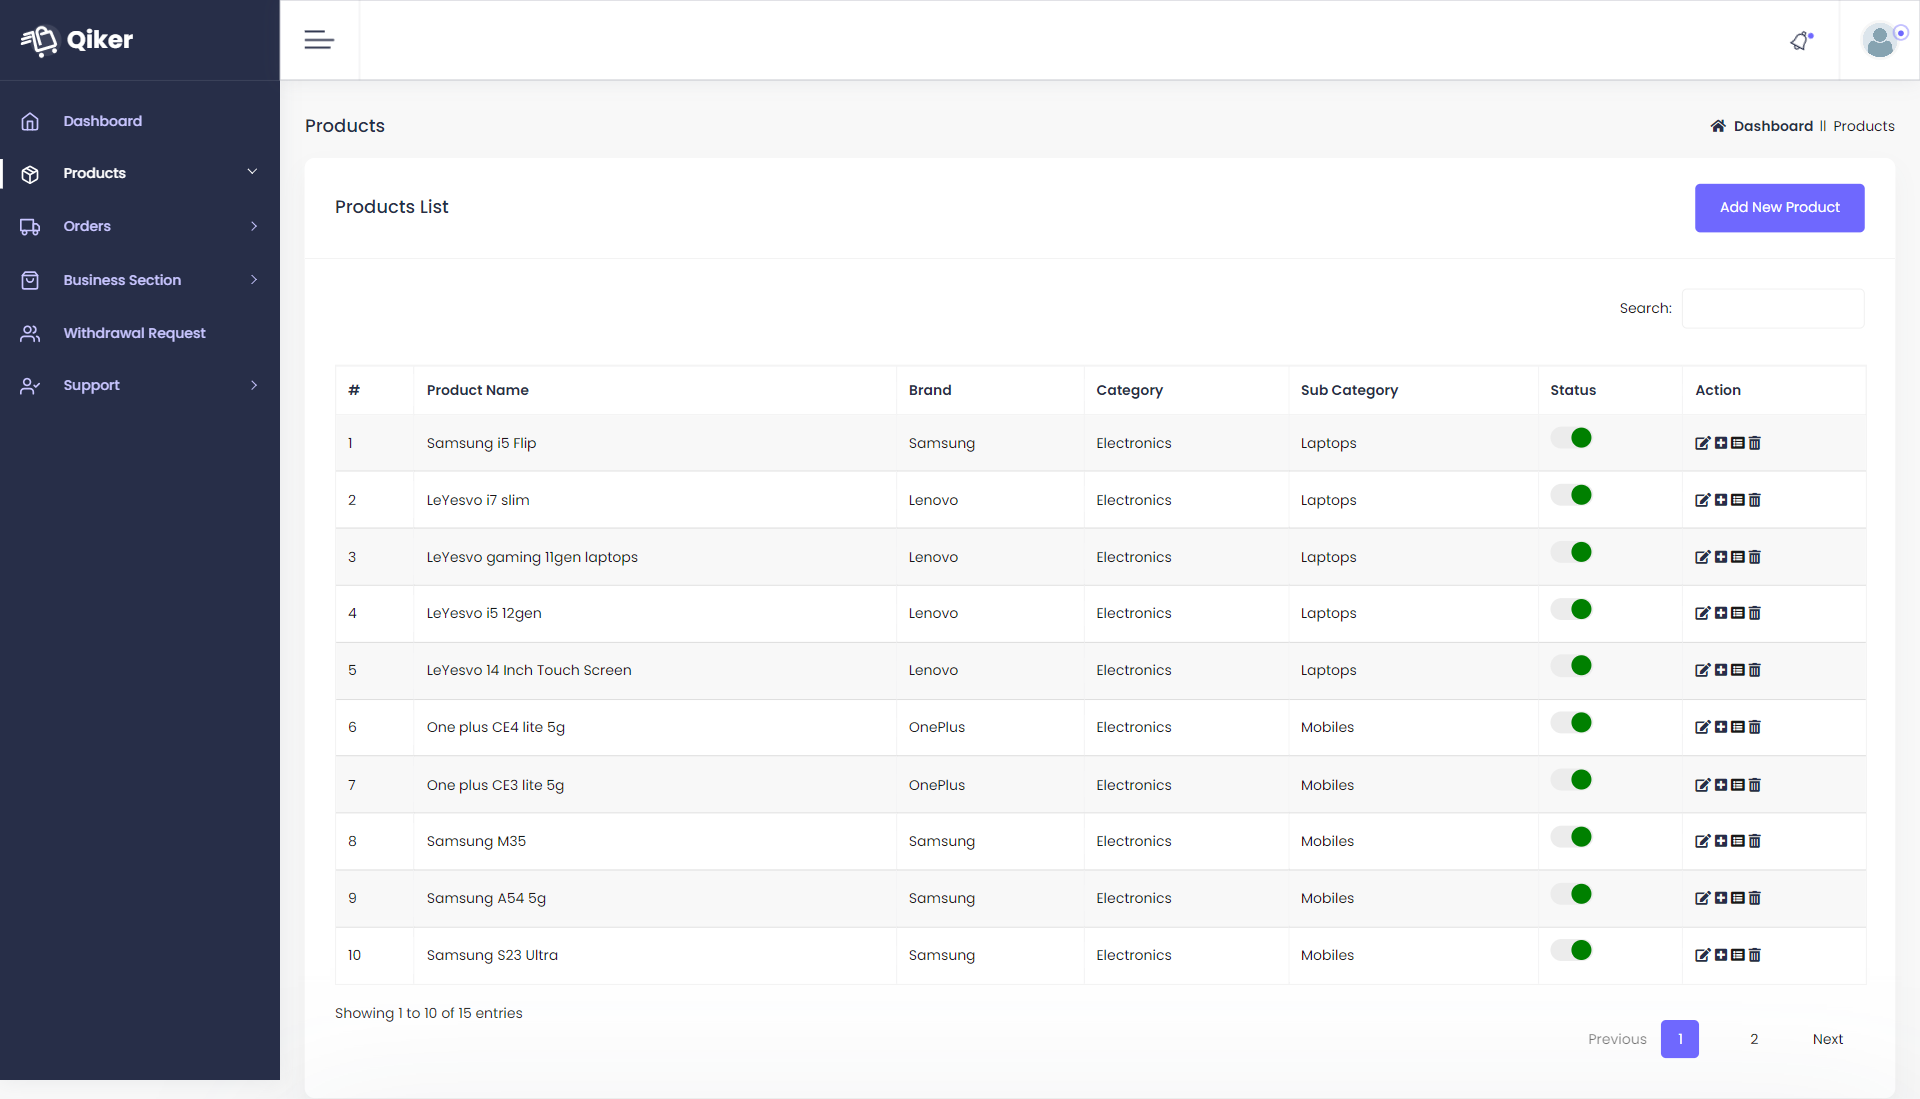 Qiker
Dashboard
Products
Orders
Business Section
Withdrawal Request
Support
Products
Dashboard || Products
Products List
Add New Product
Search:
# Product Name Brand Category Sub Category Status Action
1 Samsung i5 Flip Samsung Electronics Laptops
2 LeYesvo i7 slim Lenovo Electronics Laptops
3 LeYesvo gaming 11gen laptops Lenovo Electronics Laptops
4 LeYesvo i5 12gen Lenovo Electronics Laptops
5 LeYesvo 14 Inch Touch Screen Lenovo Electronics Laptops
6 One plus CE4 lite 5g OnePlus Electronics Mobiles
7 One plus CE3 lite 5g OnePlus Electronics Mobiles
8 Samsung M35 Samsung Electronics Mobiles
9 Samsung A54 5g Samsung Electronics Mobiles
10 Samsung S23 Ultra Samsung Electronics Mobiles
Showing 1 to 10 of 15 entries
Previous 1 2 Next